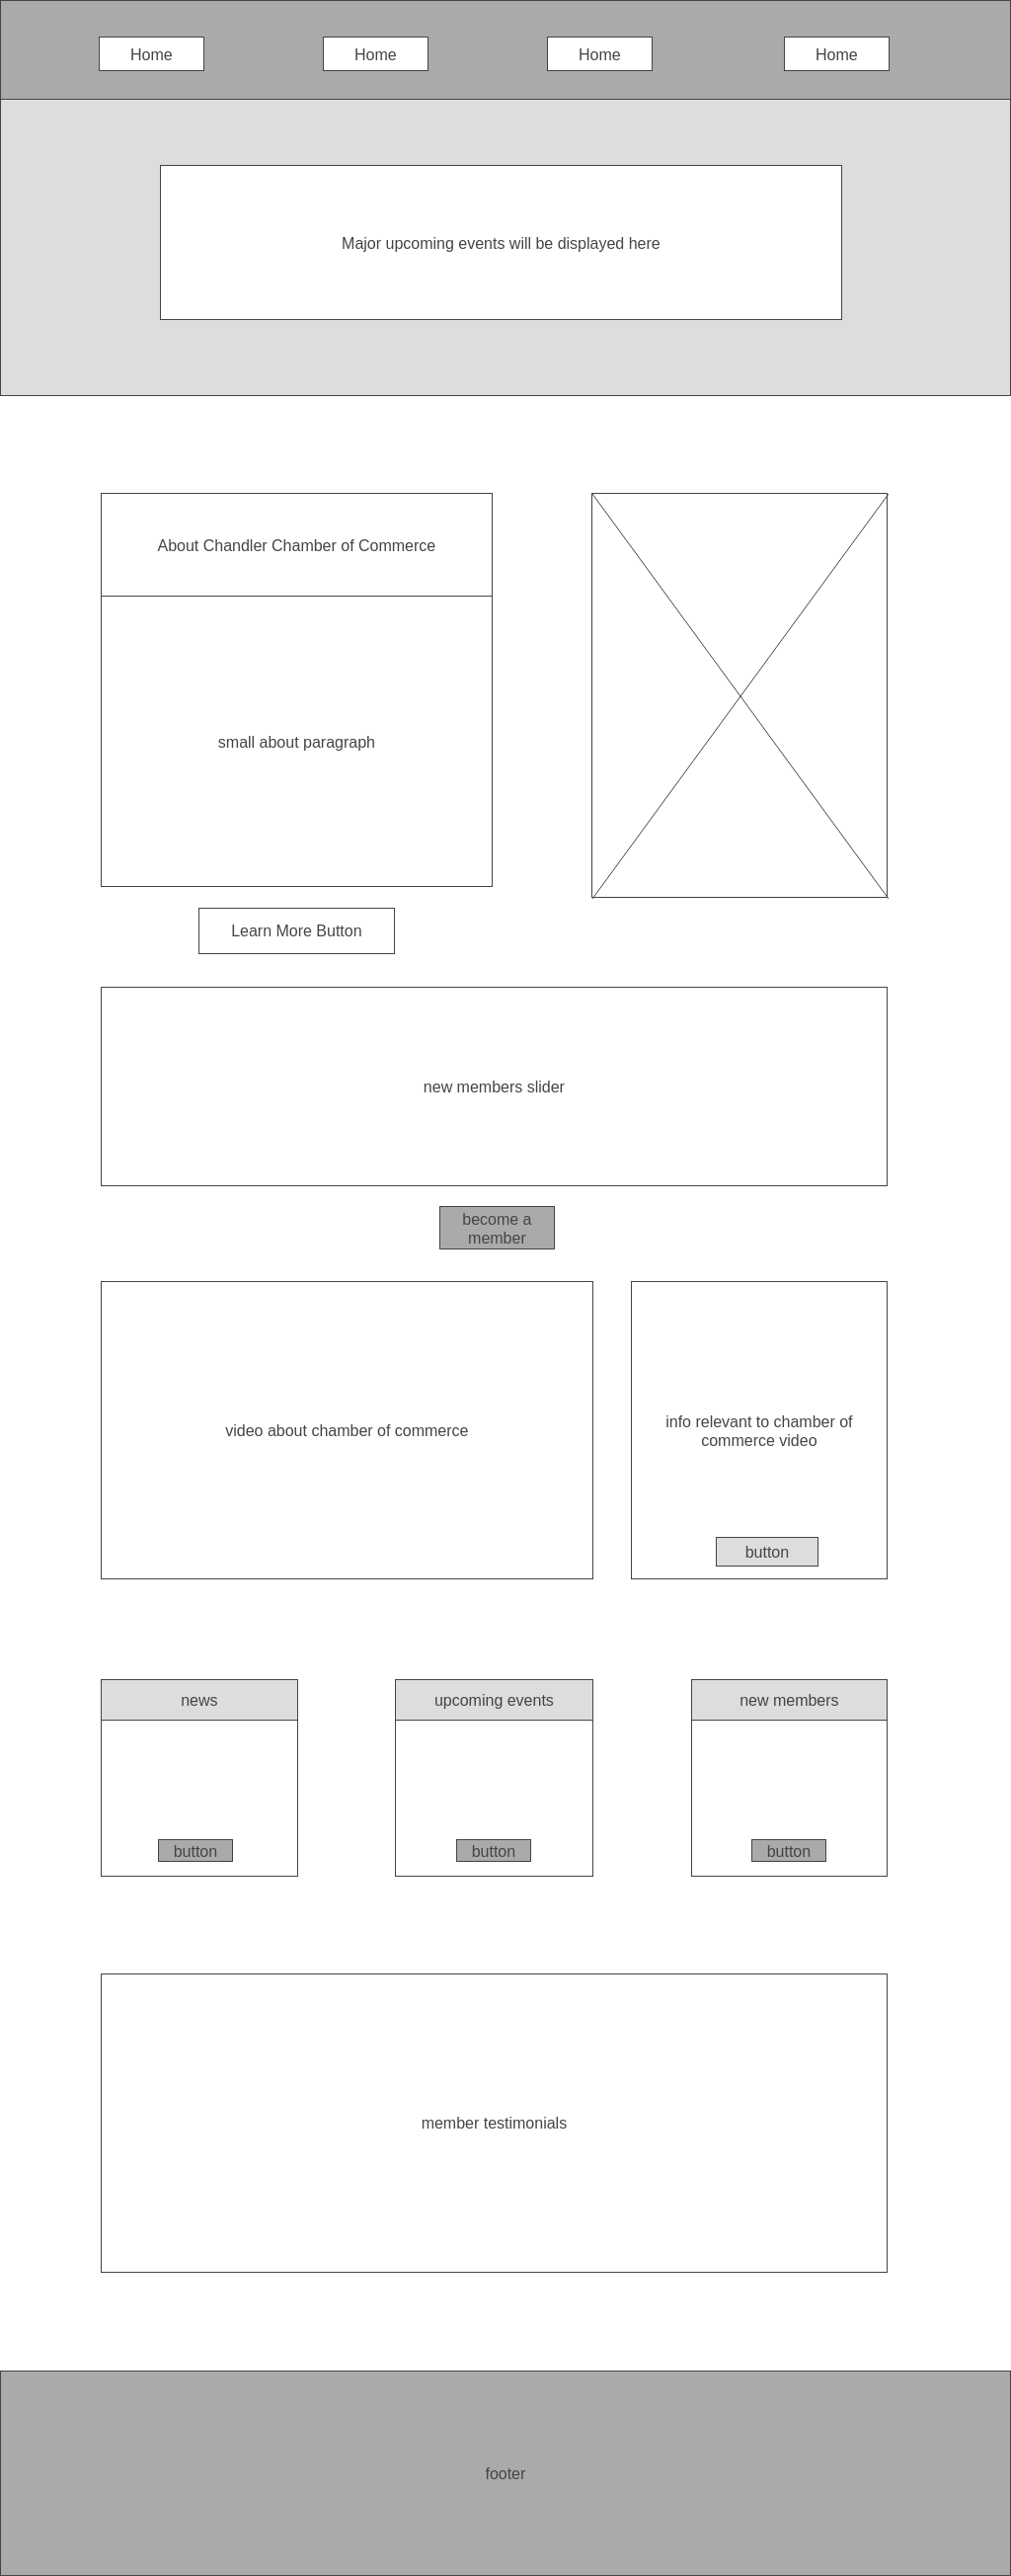 Home
Home
Home
Home
Major upcoming events will be displayed here
About Chandler Chamber of Commerce
small about paragraph
Learn More Button
new members slider
become a
member
video about chamber of commerce
info relevant to chamber of
commerce video
button
news
upcoming events
new members
button
button
button
member testimonials
footer